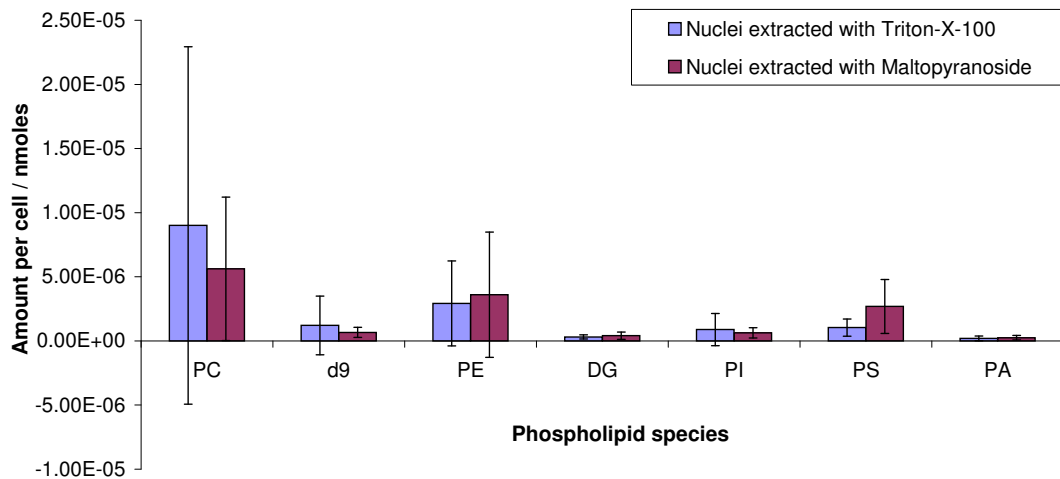 2.50E-05
2.00E-05
1.50E-05
1.00E-05
5.00E-06
0.00E+00
-5.00E-06
-1.00E-05
Amount per cell / nmoles
Nuclei extracted with Triton-X-100
Nuclei extracted with Maltopyranoside
PC d9 PE DG PI PS PA
Phospholipid species